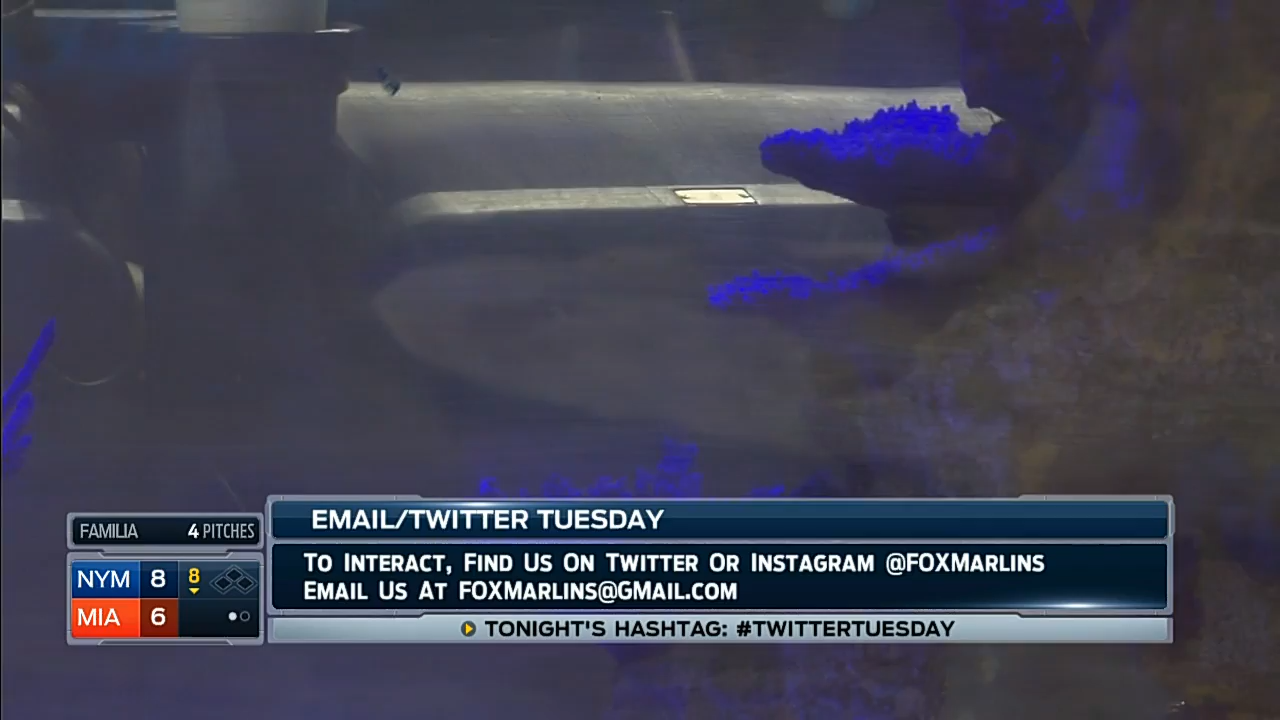 EMAIL/TWITTER TUESDAY
TO INTERACT, FIND US ON TWITTER OR INSTAGRAM @FOXMARLINS
EMAIL US AT FOXMARLINS@GMAIL.COM
TONIGHT'S HASHTAG: #TWITTERTUESDAY
FAMILIA 4 PITCHES
NYM 8 8
MIA 6